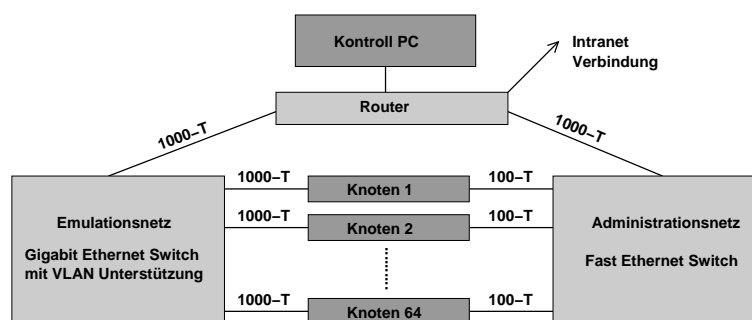 Kontroll PC
Intranet
Verbindung
Router
1000–T
1000–T
1000–T
Knoten 1
100–T
Emulationsnetz
Gigabit Ethernet Switch
mit VLAN Unterstützung
1000–T
Knoten 2
100–T
Administrationsnetz
Fast Ethernet Switch
1000–T
Knoten 64
100–T